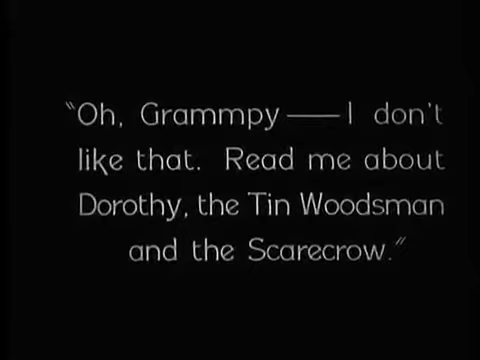 "Oh, Grammpy——I don't
like that. Read me about
Dorothy, the Tin Woodsman
and the Scarecrow."